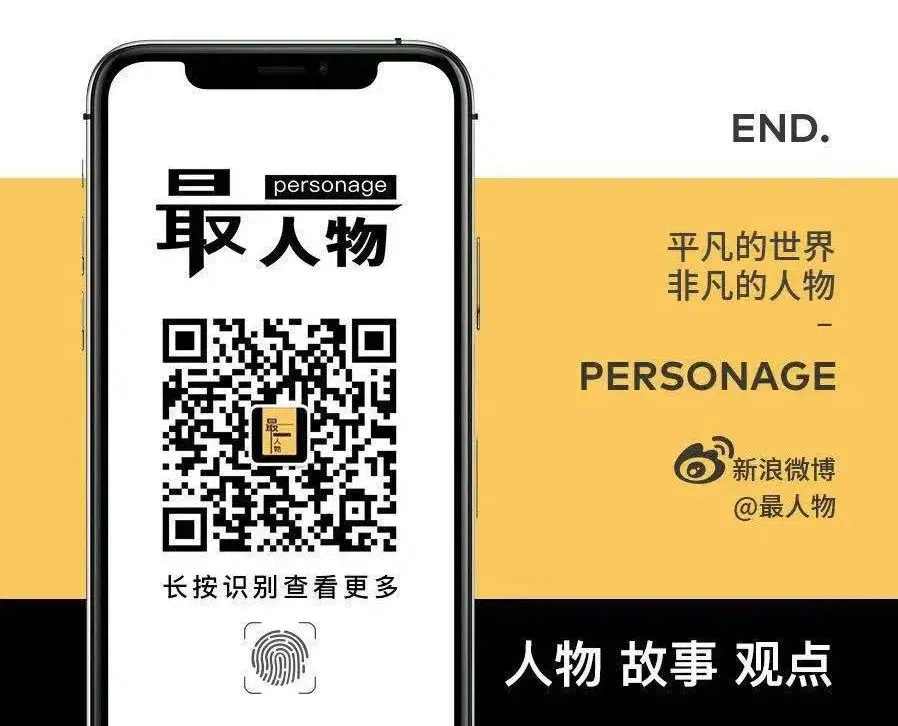 最人物
personage
最人物
长按识别查看更多
END.
平凡的世界
非凡的人物
–
PERSONAGE
新浪微博
@最人物
人物 故事 观点